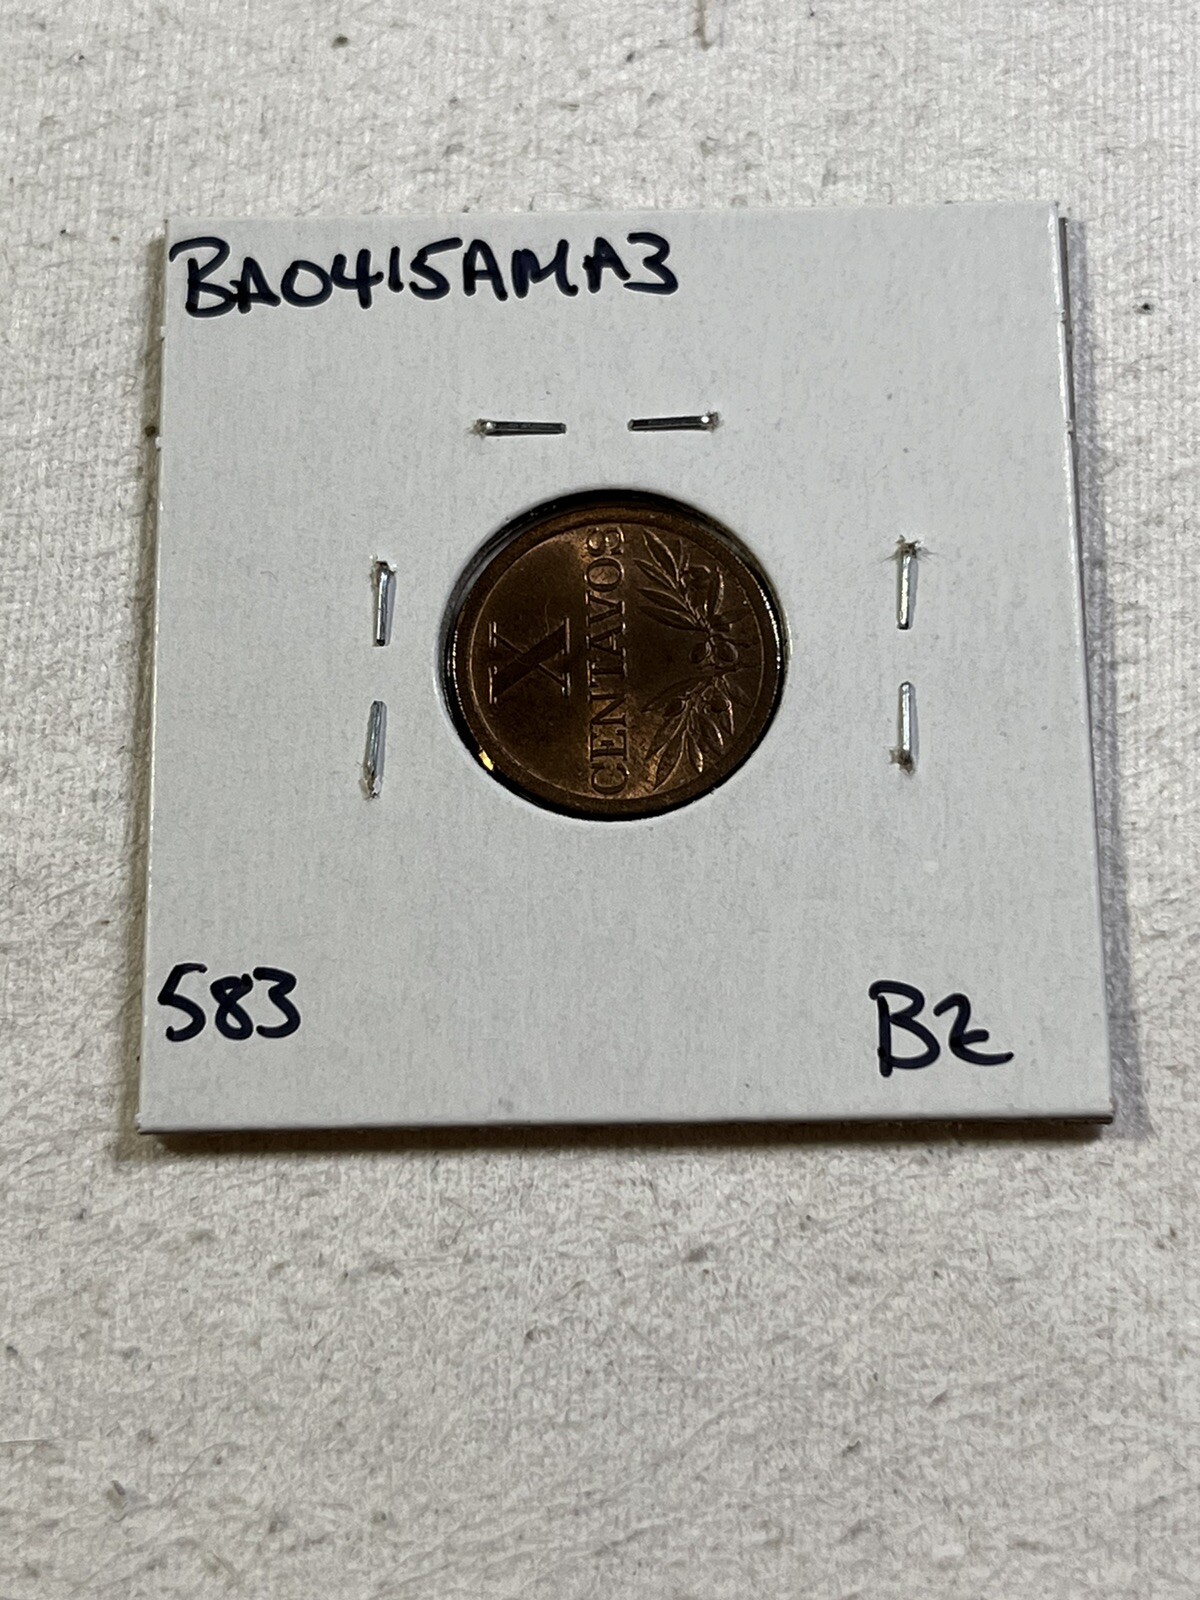 BA0415AMA3
X
CENTAVOS
583
BZ